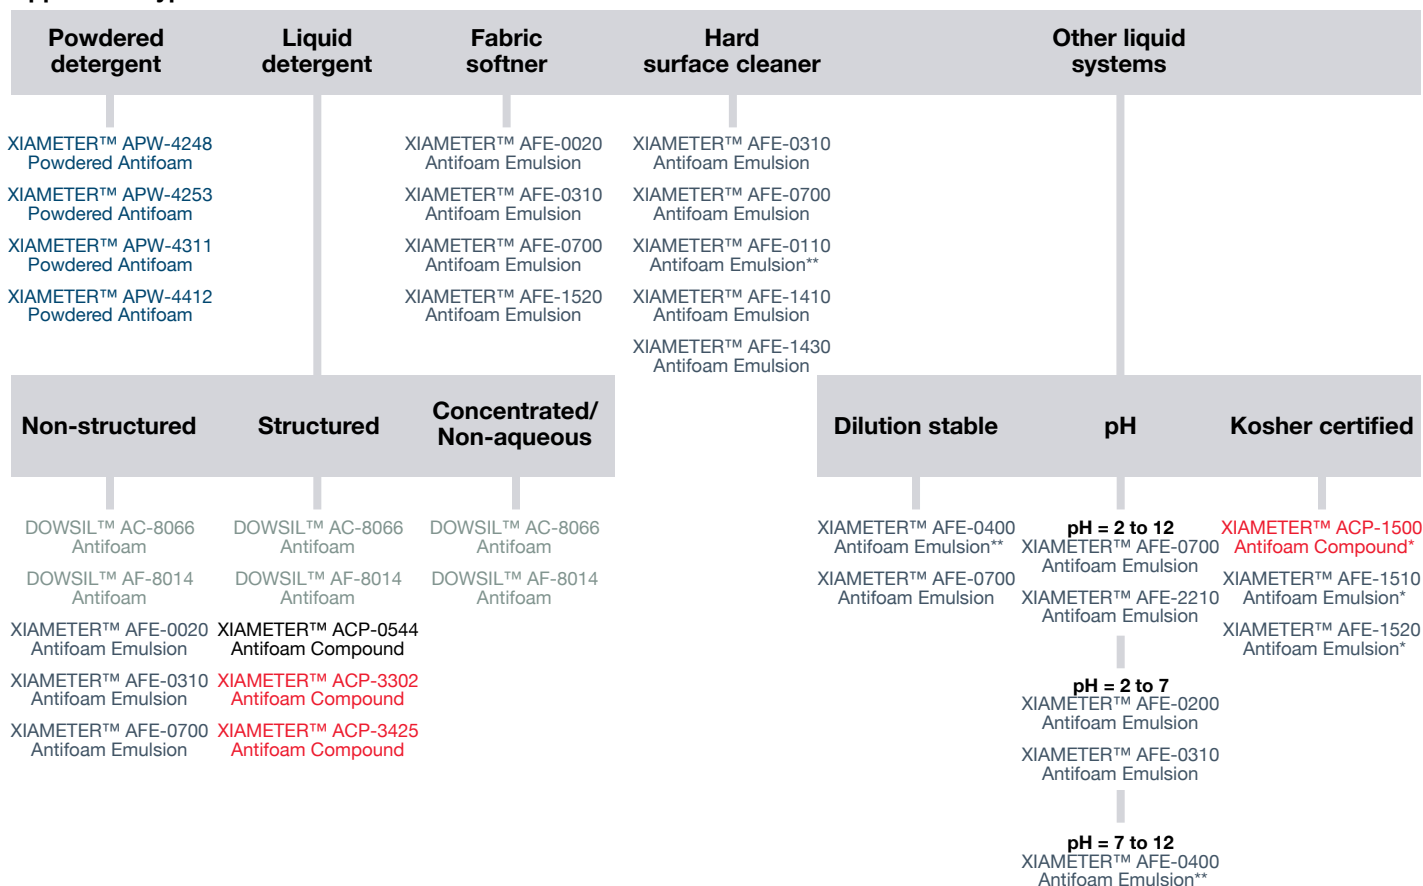 Powdered
detergent
Liquid
detergent
Fabric
softner
Hard
surface cleaner
Other liquid
systems
XIAMETER™ APW-4248
Powdered Antifoam
XIAMETER™ APW-4253
Powdered Antifoam
XIAMETER™ APW-4311
Powdered Antifoam
XIAMETER™ APW-4412
Powdered Antifoam
XIAMETER™ AFE-0020
Antifoam Emulsion
XIAMETER™ AFE-0310
Antifoam Emulsion
XIAMETER™ AFE-0700
Antifoam Emulsion
XIAMETER™ AFE-1520
Antifoam Emulsion
XIAMETER™ AFE-0310
Antifoam Emulsion
XIAMETER™ AFE-0700
Antifoam Emulsion
XIAMETER™ AFE-0110
Antifoam Emulsion**
XIAMETER™ AFE-1410
Antifoam Emulsion
XIAMETER™ AFE-1430
Antifoam Emulsion
Non-structured
Structured
Concentrated/
Non-aqueous
Dilution stable
pH
Kosher certified
DOWSIL™ AC-8066
Antifoam
DOWSIL™ AF-8014
Antifoam
XIAMETER™ AFE-0020
Antifoam Emulsion
XIAMETER™ AFE-0310
Antifoam Emulsion
XIAMETER™ AFE-0700
Antifoam Emulsion
DOWSIL™ AC-8066
Antifoam
DOWSIL™ AF-8014
Antifoam
XIAMETER™ ACP-0544
Antifoam Compound
XIAMETER™ ACP-3302
Antifoam Compound
XIAMETER™ ACP-3425
Antifoam Compound
DOWSIL™ AC-8066
Antifoam
DOWSIL™ AF-8014
Antifoam
XIAMETER™ AFE-0400
Antifoam Emulsion**
XIAMETER™ AFE-0700
Antifoam Emulsion
pH = 2 to 12
XIAMETER™ AFE-0700
Antifoam Emulsion
XIAMETER™ AFE-2210
Antifoam Emulsion
pH = 2 to 7
XIAMETER™ AFE-0200
Antifoam Emulsion
XIAMETER™ AFE-0310
Antifoam Emulsion
pH = 7 to 12
XIAMETER™ AFE-0400
Antifoam Emulsion**
XIAMETER™ ACP-1500
Antifoam Compound*
XIAMETER™ AFE-1510
Antifoam Emulsion*
XIAMETER™ AFE-1520
Antifoam Emulsion*